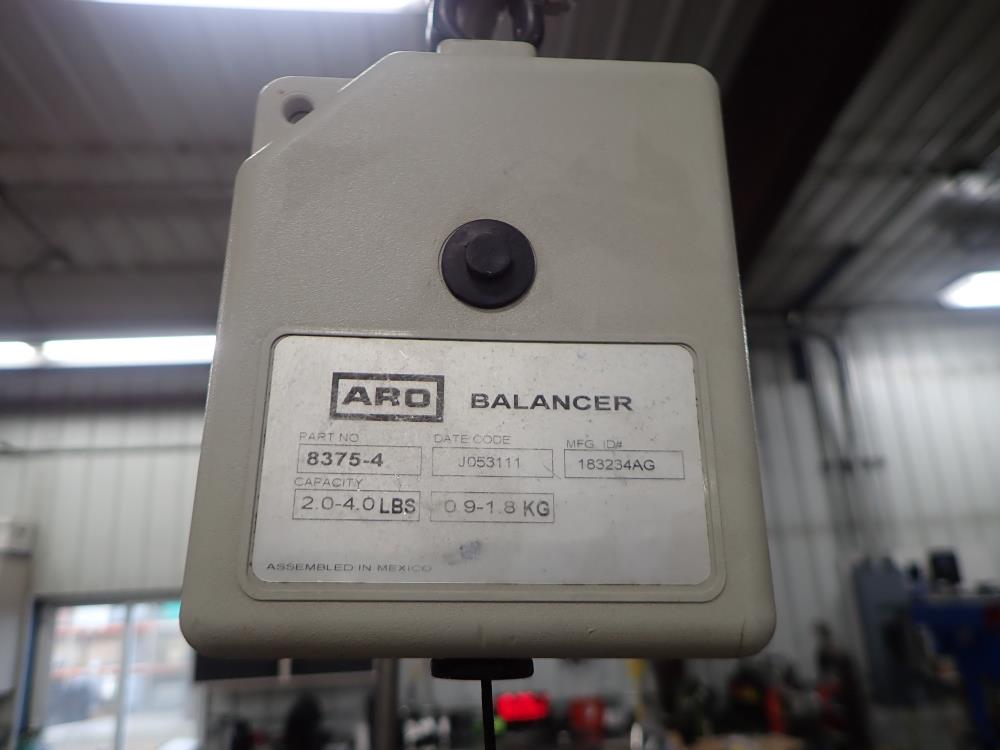 ARO BALANCER
PART NO DATE CODE MFG. ID#
8375-4 J053111 183234AG
CAPACITY
2.0-4.0 LBS 0.9-1.8 KG
ASSEMBLED IN MEXICO